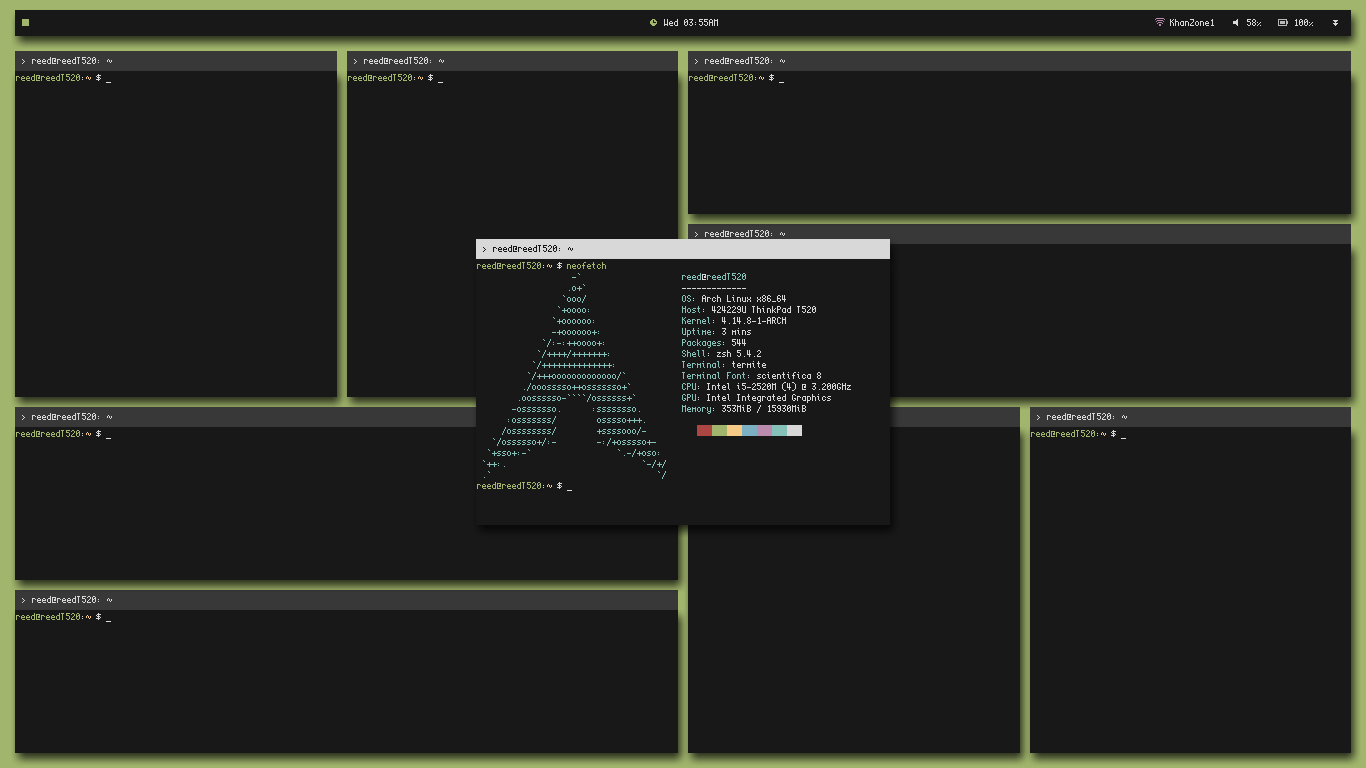 Wed 03:55AM
KhanZone1 58% 100%
> reed@reedT520: ~
reed@reedT520:~ $ _
> reed@reedT520: ~
reed@reedT520:~ $ _
> reed@reedT520: ~
reed@reedT520:~ $ _
> reed@reedT520: ~
> reed@reedT520: ~
reed@reedT520:~ $ neofetch
reed@reedT520
-------------
OS: Arch Linux x86_64
Host: 424229U ThinkPad T520
Kernel: 4.14.8-1-ARCH
Uptime: 3 mins
Packages: 544
Shell: zsh 5.4.2
Terminal: termite
Terminal Font: scientifica 8
CPU: Intel i5-2520M (4) @ 3.200GHz
GPU: Intel Integrated Graphics
Memory: 353MiB / 15930MiB
reed@reedT520:~ $ _
> reed@reedT520: ~
reed@reedT520:~ $ _
> reed@reedT520: ~
reed@reedT520:~ $ _
> reed@reedT520: ~
reed@reedT520:~ $ _